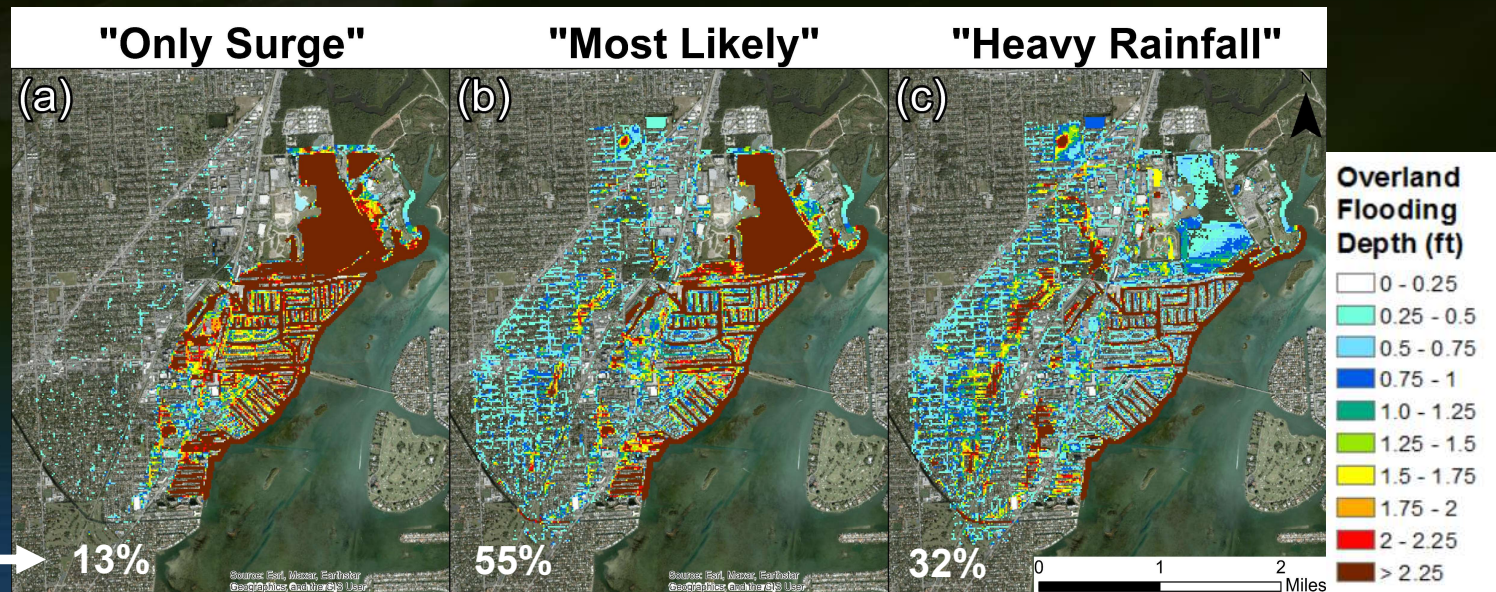 "Only Surge"
"Most Likely"
"Heavy Rainfall"
(a)
(b)
(c)
N
13%
55%
32%
Source: Esri, Maxar, Earthstar
Geographics, and the GIS User
Source: Esri, Maxar, Earthstar
Geographics, and the GIS User
0 1 2
Miles
Overland
Flooding
Depth (ft)
0 - 0.25
0.25 - 0.5
0.5 - 0.75
0.75 - 1
1.0 - 1.25
1.25 - 1.5
1.5 - 1.75
1.75 - 2
2 - 2.25
> 2.25